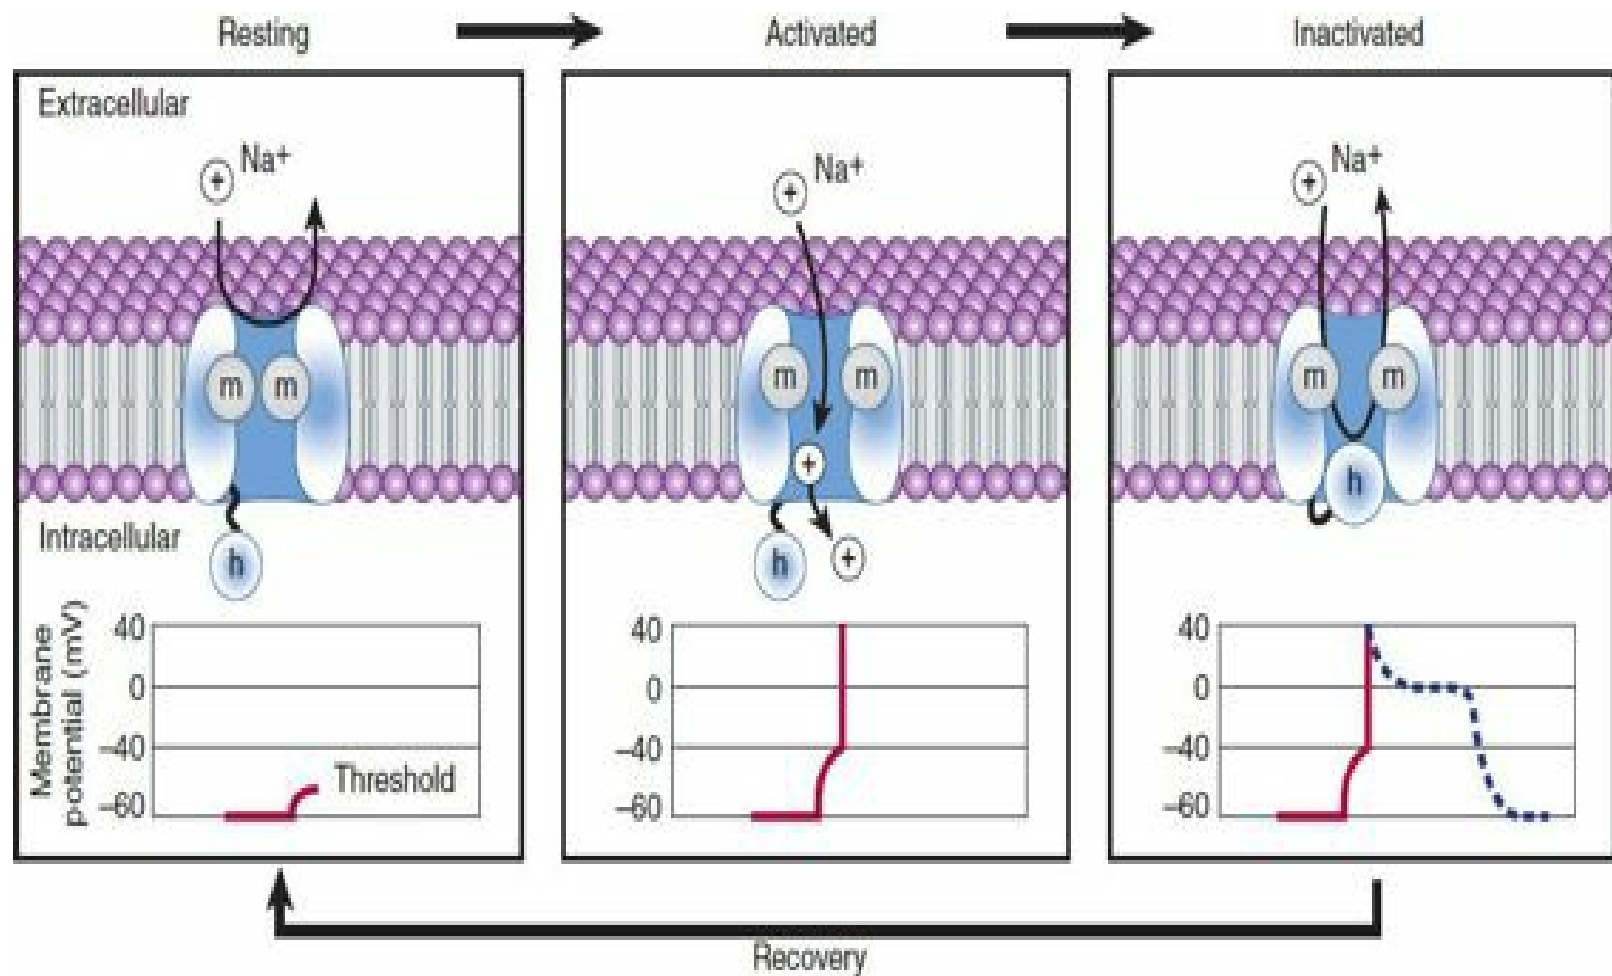 Resting
Activated
Inactivated
Extracellular
Na+
m m
h
Intracellular
Membrane
potential (mV)
40
0
–40
–60
Threshold
+
Na+
m m
+
h
+
40
0
–40
–60
+
Na+
m m
h
40
0
–40
–60
Recovery